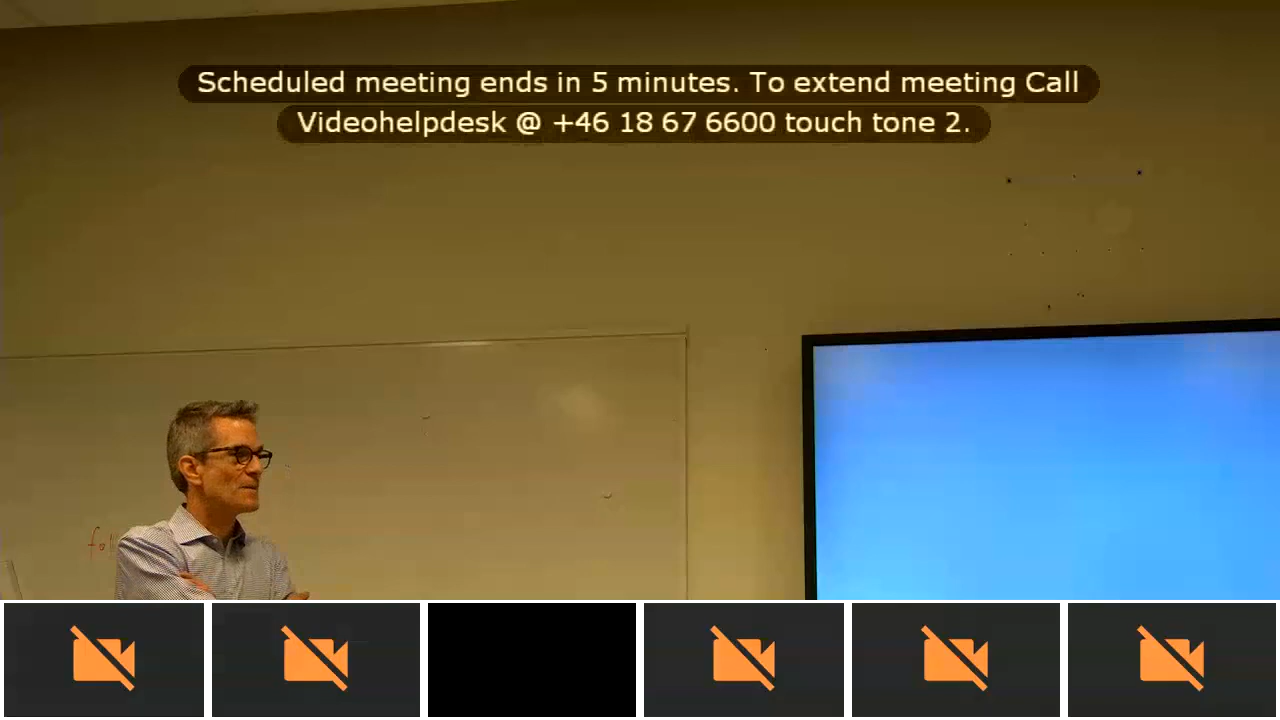 Scheduled meeting ends in 5 minutes. To extend meeting Call
Videohelpdesk @ +46 18 67 6600 touch tone 2.